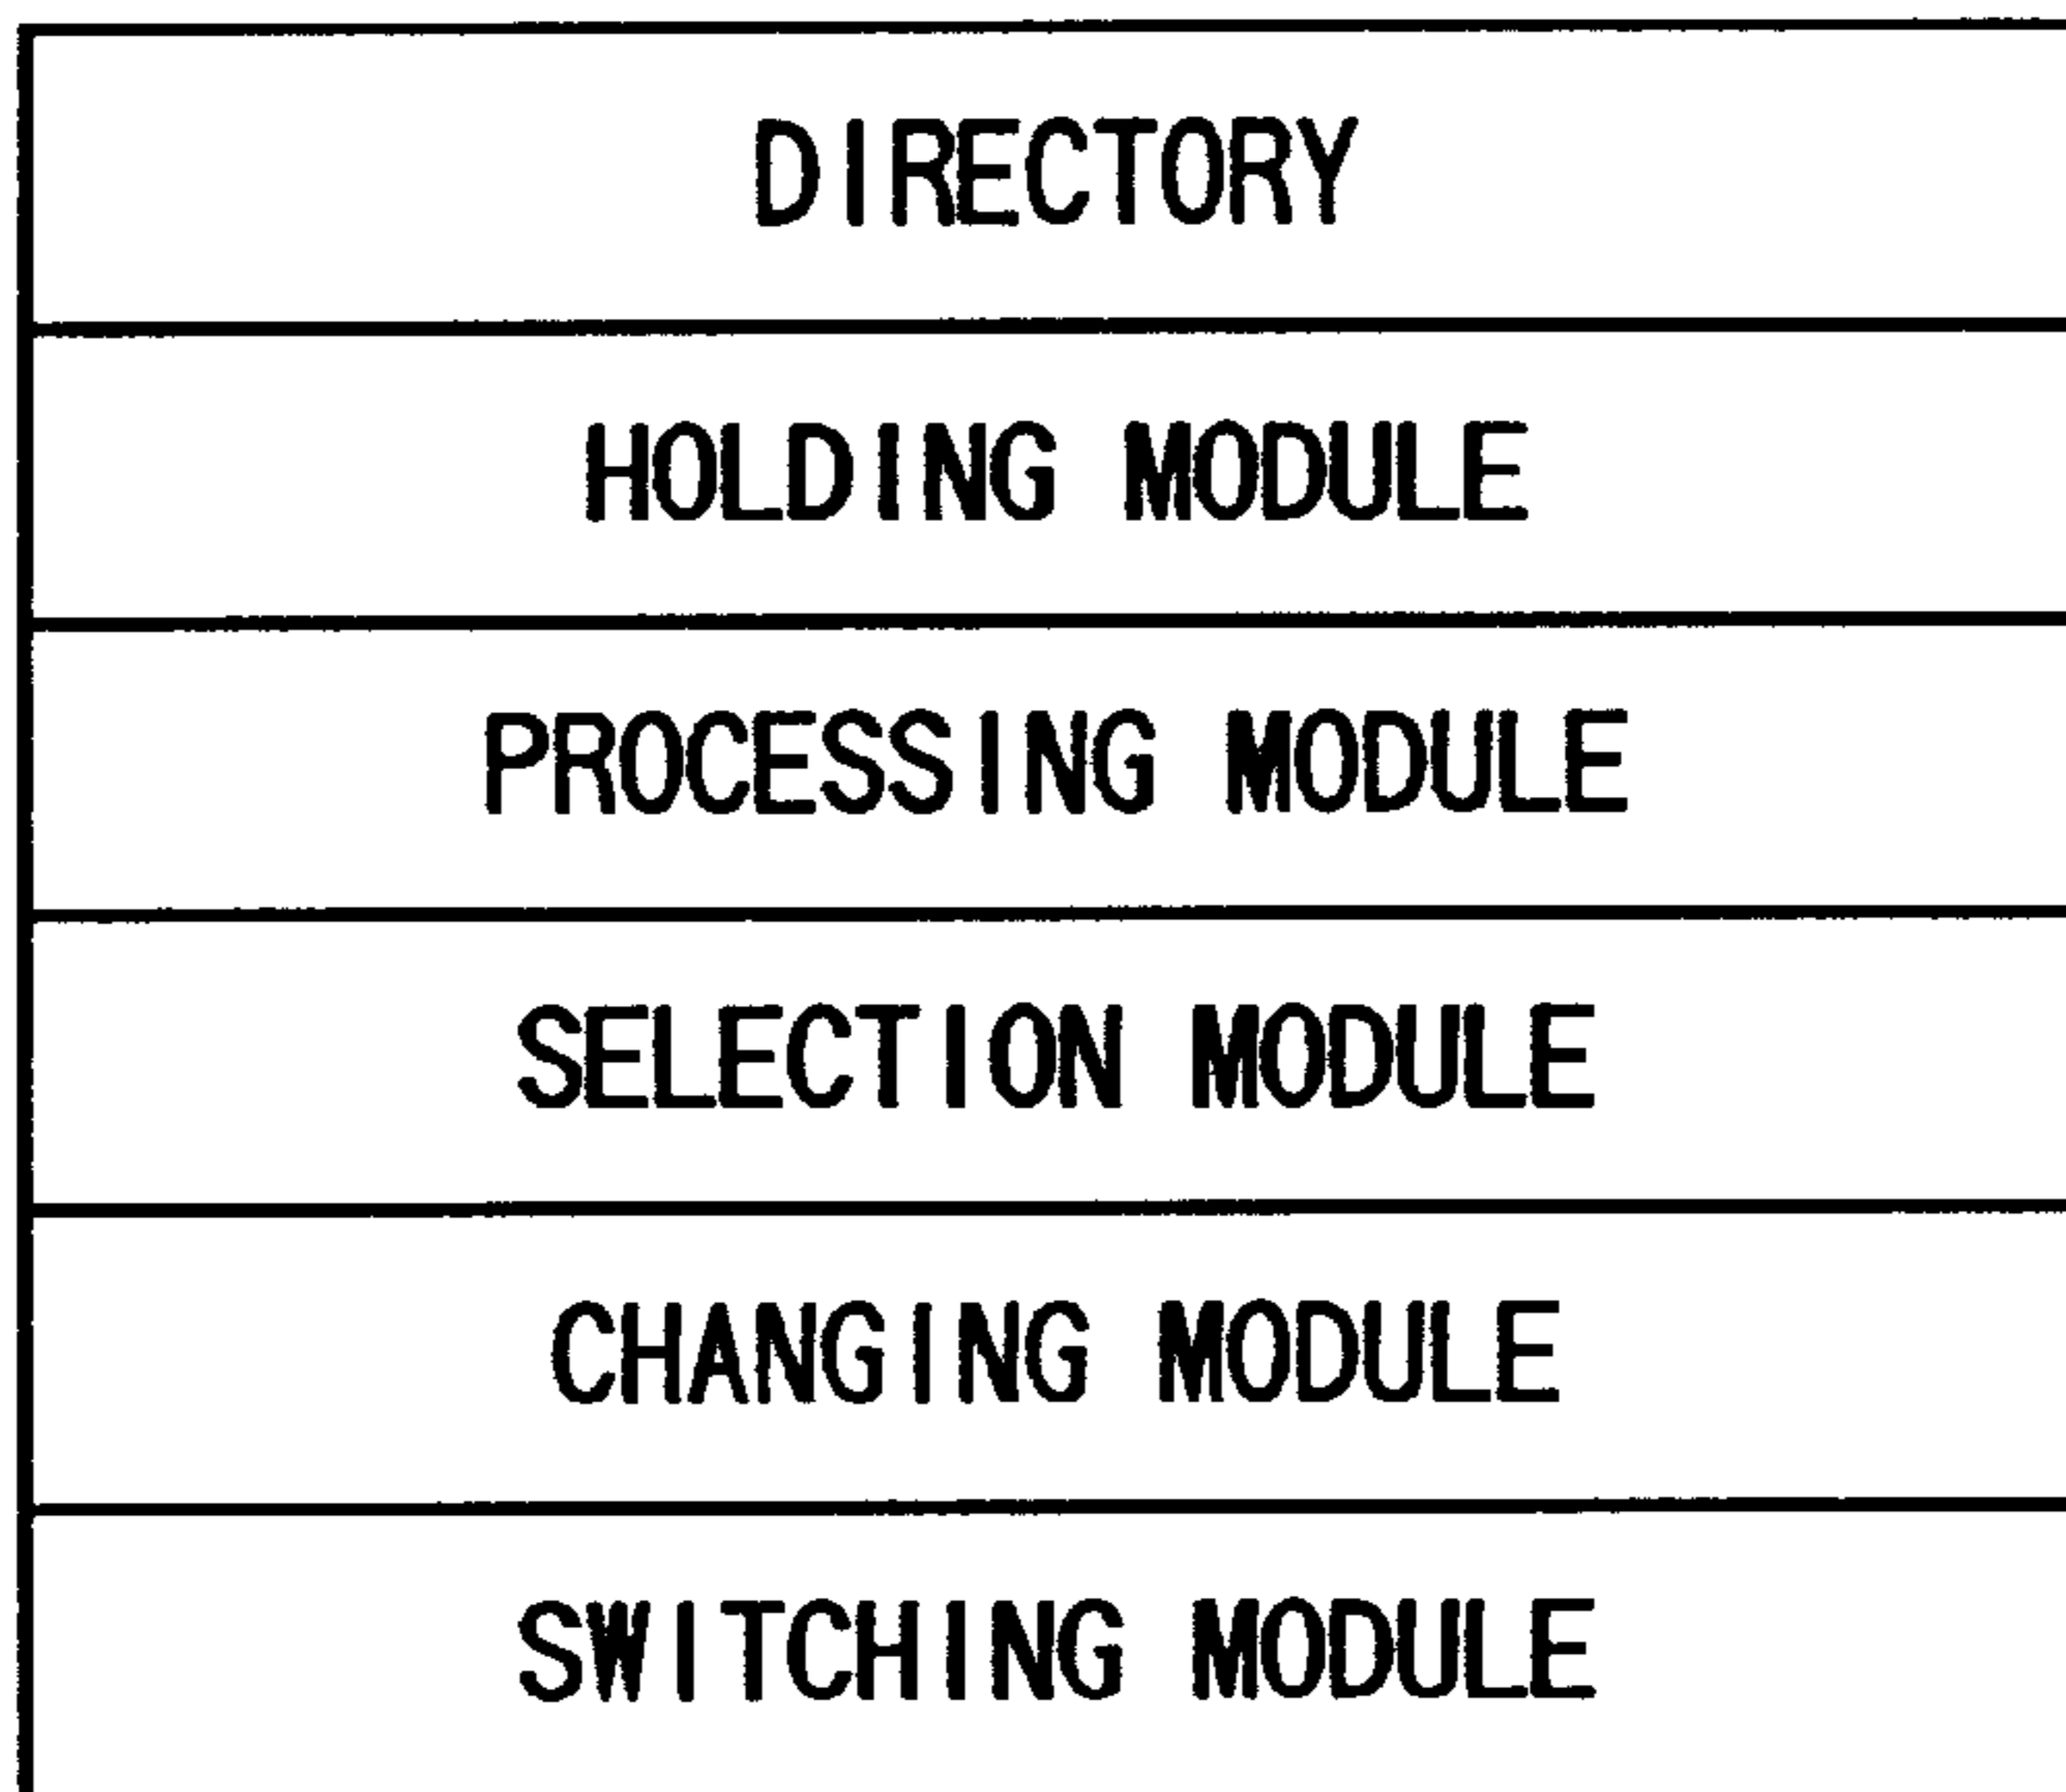 DIRECTORY
HOLDING MODULE
PROCESSING MODULE
SELECTION MODULE
CHANGING MODULE
SWITCHING MODULE